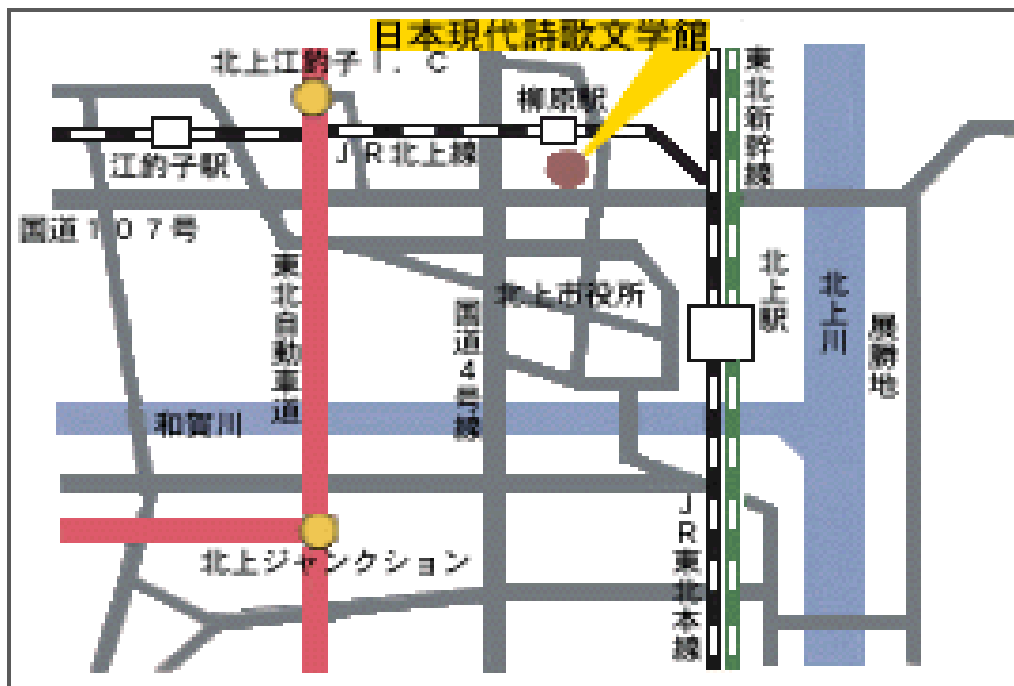 日本現代詩歌文学館
北上江釣子Ｉ．Ｃ
柳原駅
東北新幹線
ＪＲ北上線
江釣子駅
国道１０７号
東北自動車道
北上市役所
国道４号線
北上駅
北上川
展勝地
和賀川
北上ジャンクション
ＪＲ東北本線